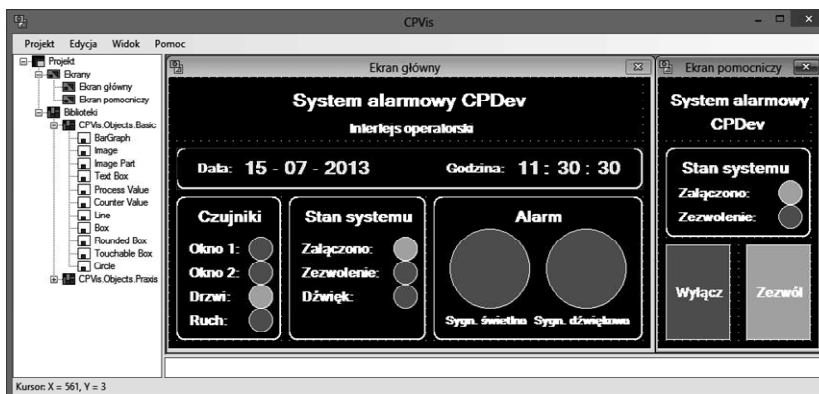 CPVis
Projekt Edycja Widok Pomoc
Projekt
Ekrany
Ekran główny
Ekran pomocniczy
Biblioteki
CPVis.Objects.Basic
BarGraph
Image
Image Part
Text Box
Process Value
Counter Value
Line
Box
Rounded Box
Touchable Box
Circle
CPVis.Objects.Praxis
Ekran główny
System alarmowy CPDev
Interfejs operatorski
Data: 15 - 07 - 2013 Godzina: 11 : 30 : 30
Czujniki
Okno 1:
Okno 2:
Drzwi:
Ruch:
Stan systemu
Załączono:
Zezwolenie:
Dźwięk:
Alarm
Sygn. świetlna Sygn. dźwiękowa
Ekran pomocniczy
System alarmowy
CPDev
Stan systemu
Załączono:
Zezwolenie:
Wyłącz Zezwól
Kursor: X = 561, Y = 3